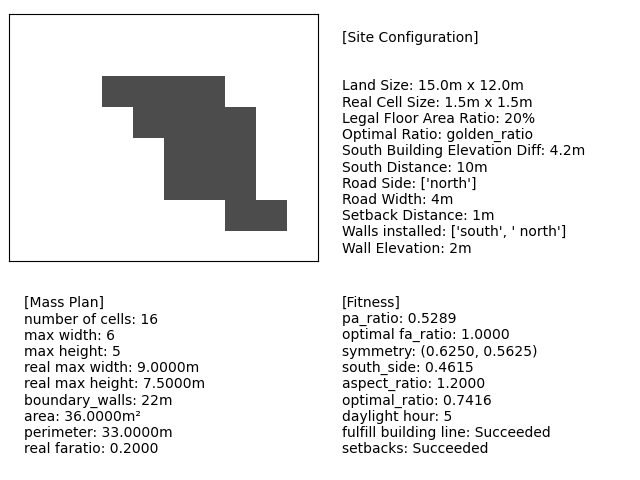 [Site Configuration]
Land Size: 15.0m x 12.0m
Real Cell Size: 1.5m x 1.5m
Legal Floor Area Ratio: 20%
Optimal Ratio: golden_ratio
South Building Elevation Diff: 4.2m
South Distance: 10m
Road Side: ['north']
Road Width: 4m
Setback Distance: 1m
Walls installed: ['south', ' north']
Wall Elevation: 2m
[Mass Plan]
number of cells: 16
max width: 6
max height: 5
real max width: 9.0000m
real max height: 7.5000m
boundary_walls: 22m
area: 36.0000m²
perimeter: 33.0000m
real faratio: 0.2000
[Fitness]
pa_ratio: 0.5289
optimal fa_ratio: 1.0000
symmetry: (0.6250, 0.5625)
south_side: 0.4615
aspect_ratio: 1.2000
optimal_ratio: 0.7416
daylight hour: 5
fulfill building line: Succeeded
setbacks: Succeeded